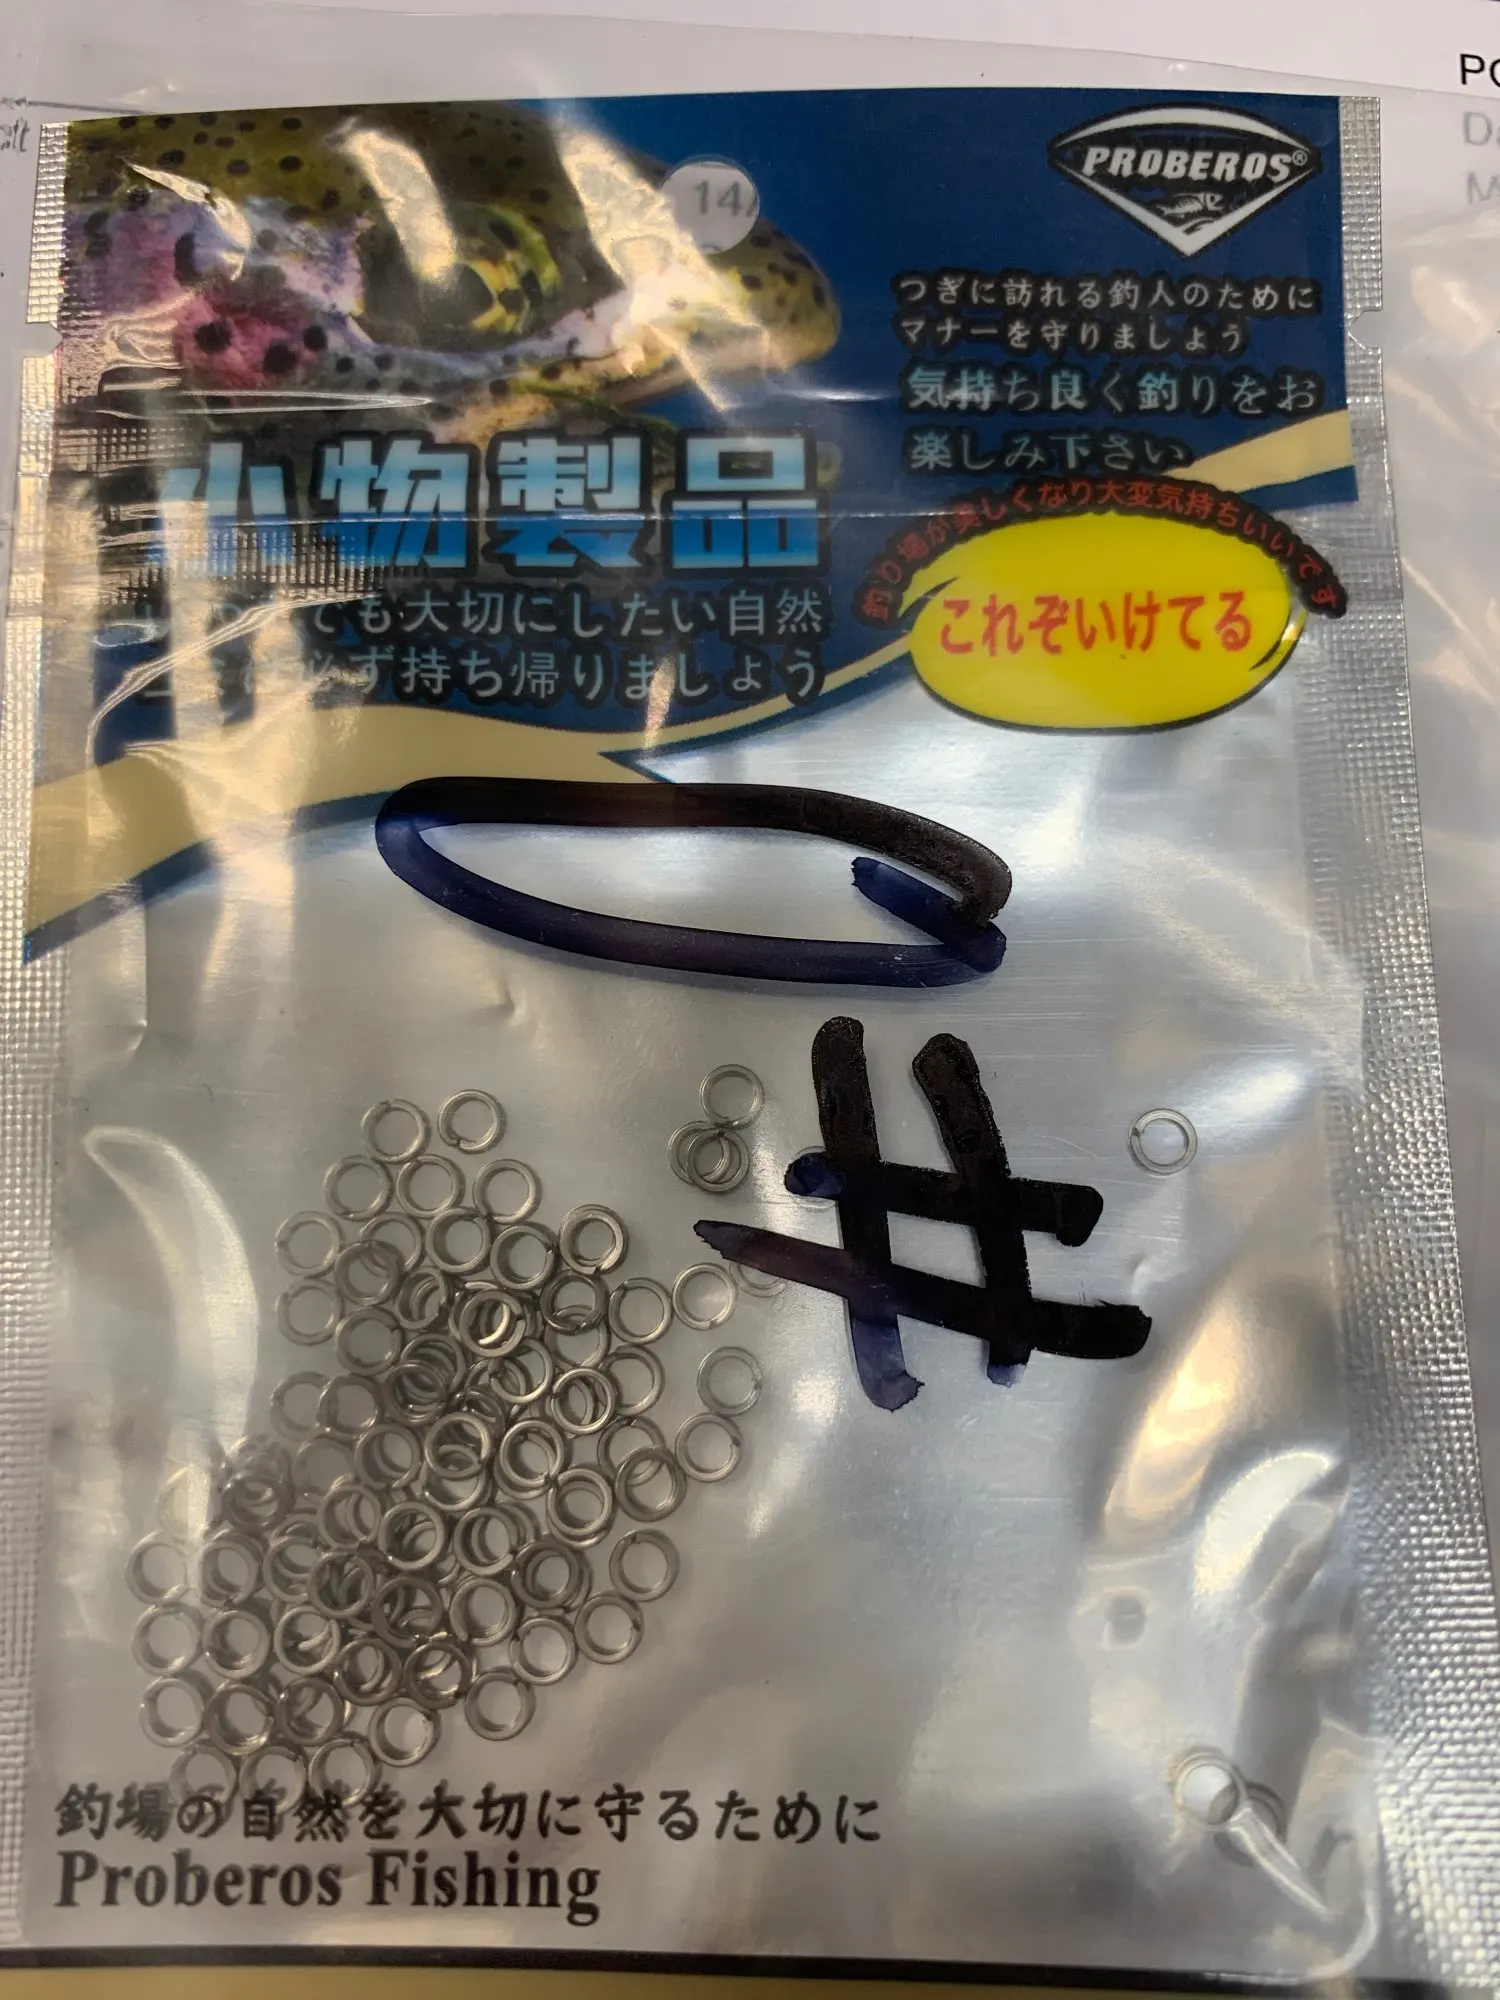 PO
14/
PROBEROS®
つぎに訪れる釣人のために
マナーを守りましょう
気持ち良く釣りをお
楽しみ下さい
小物製品
でも大切にしたい自然
必ず持ち帰りましょう
釣り場が美しくなり大変気持ちいいです
これぞいけてる
0
#
釣場の自然を大切に守るために
Proberos Fishing